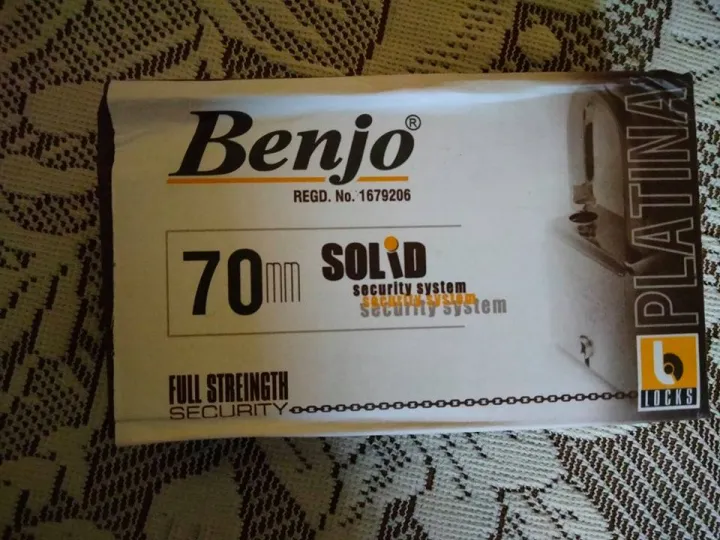 Benjo®
REGD. No. 1679206
70mm
SOLiD
security system
security system
security system
FULL STREINGTH
SECURITY
PLATINA
b
LOCKS